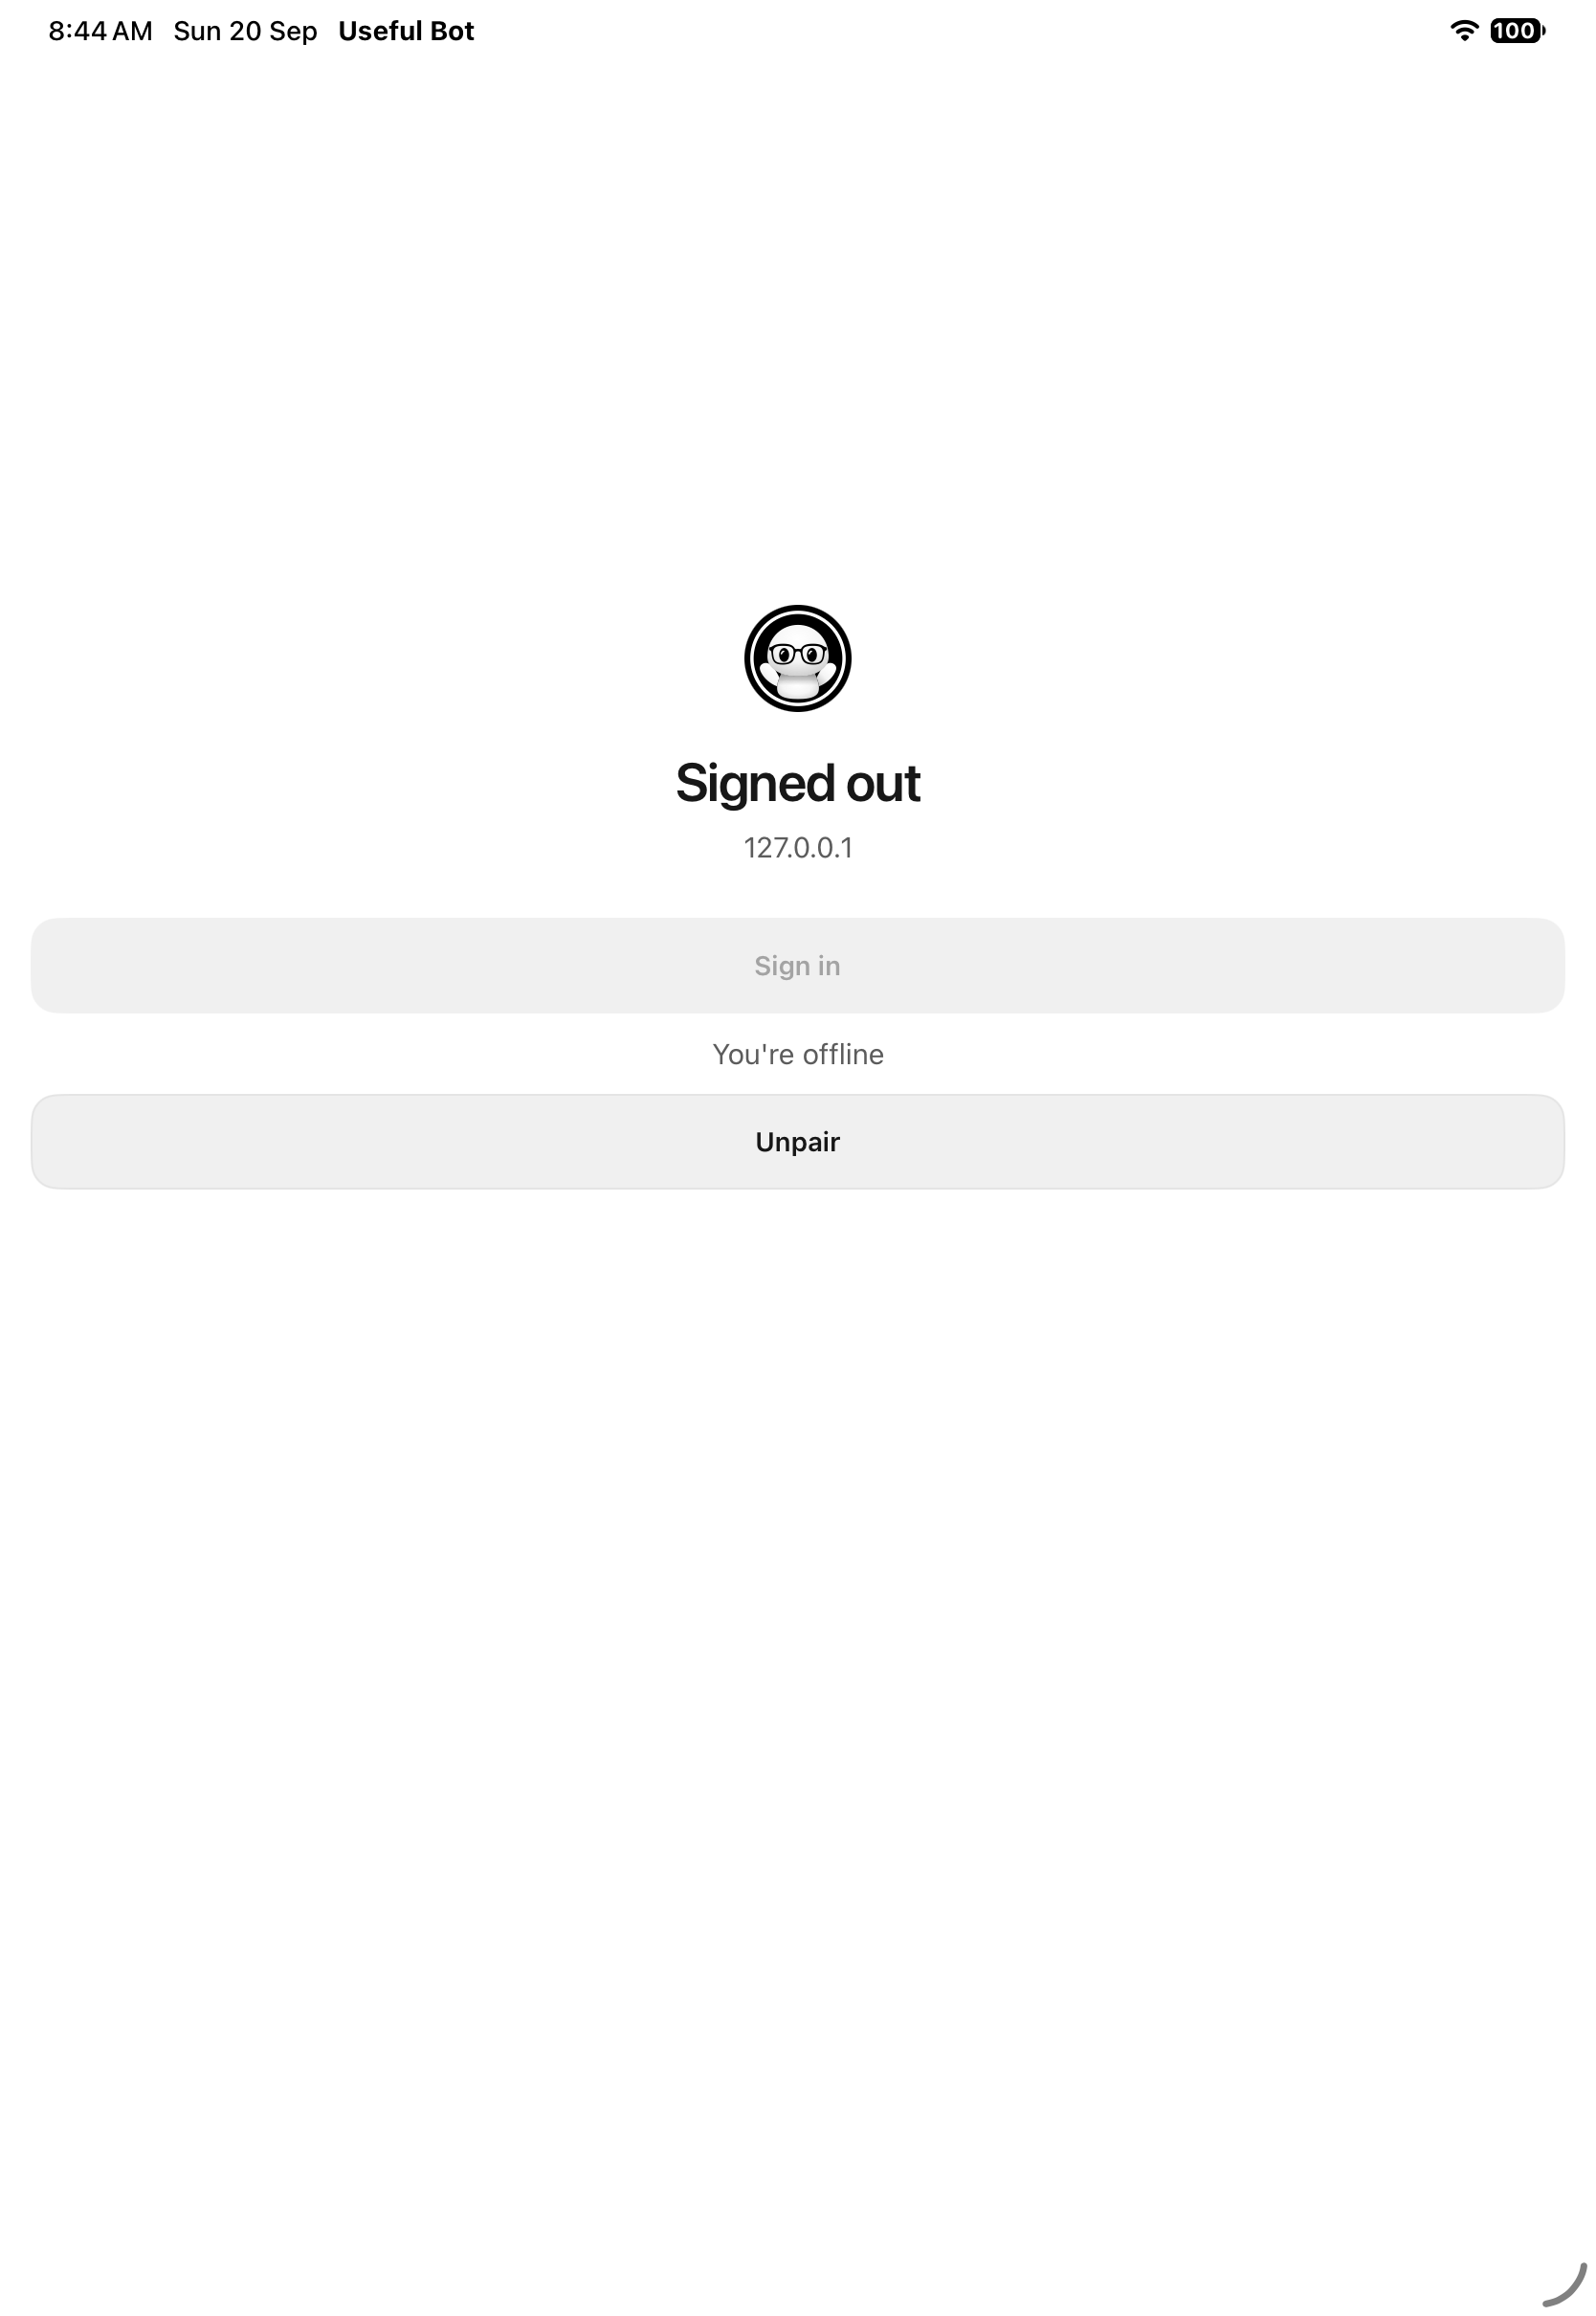 8:44 AM Sun 20 Sep Useful Bot 100
Signed out
127.0.0.1
Sign in
You're offline
Unpair